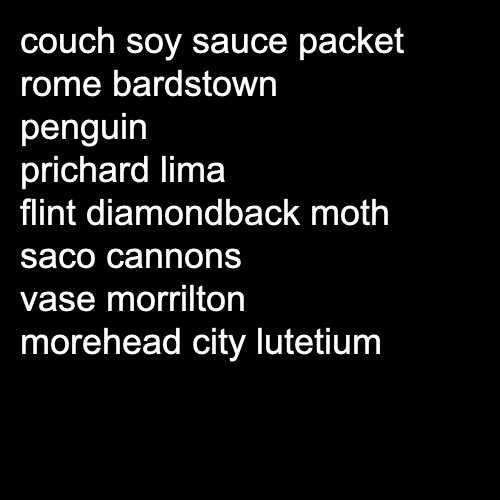 couch soy sauce packet
rome bardstown
penguin
prichard lima
flint diamondback moth
saco cannons
vase morrilton
morehead city lutetium